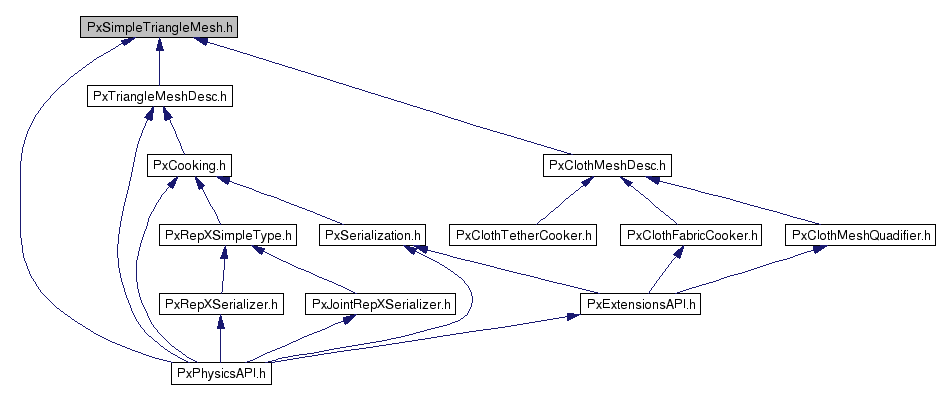 PxSimpleTriangleMesh.h
PxTriangleMeshDesc.h
PxCooking.h
PxClothMeshDesc.h
PxRepXSimpleType.h
PxSerialization.h
PxClothTetherCooker.h
PxClothFabricCooker.h
PxClothMeshQuadifier.h
PxRepXSerializer.h
PxJointRepXSerializer.h
PxExtensionsAPI.h
PxPhysicsAPI.h